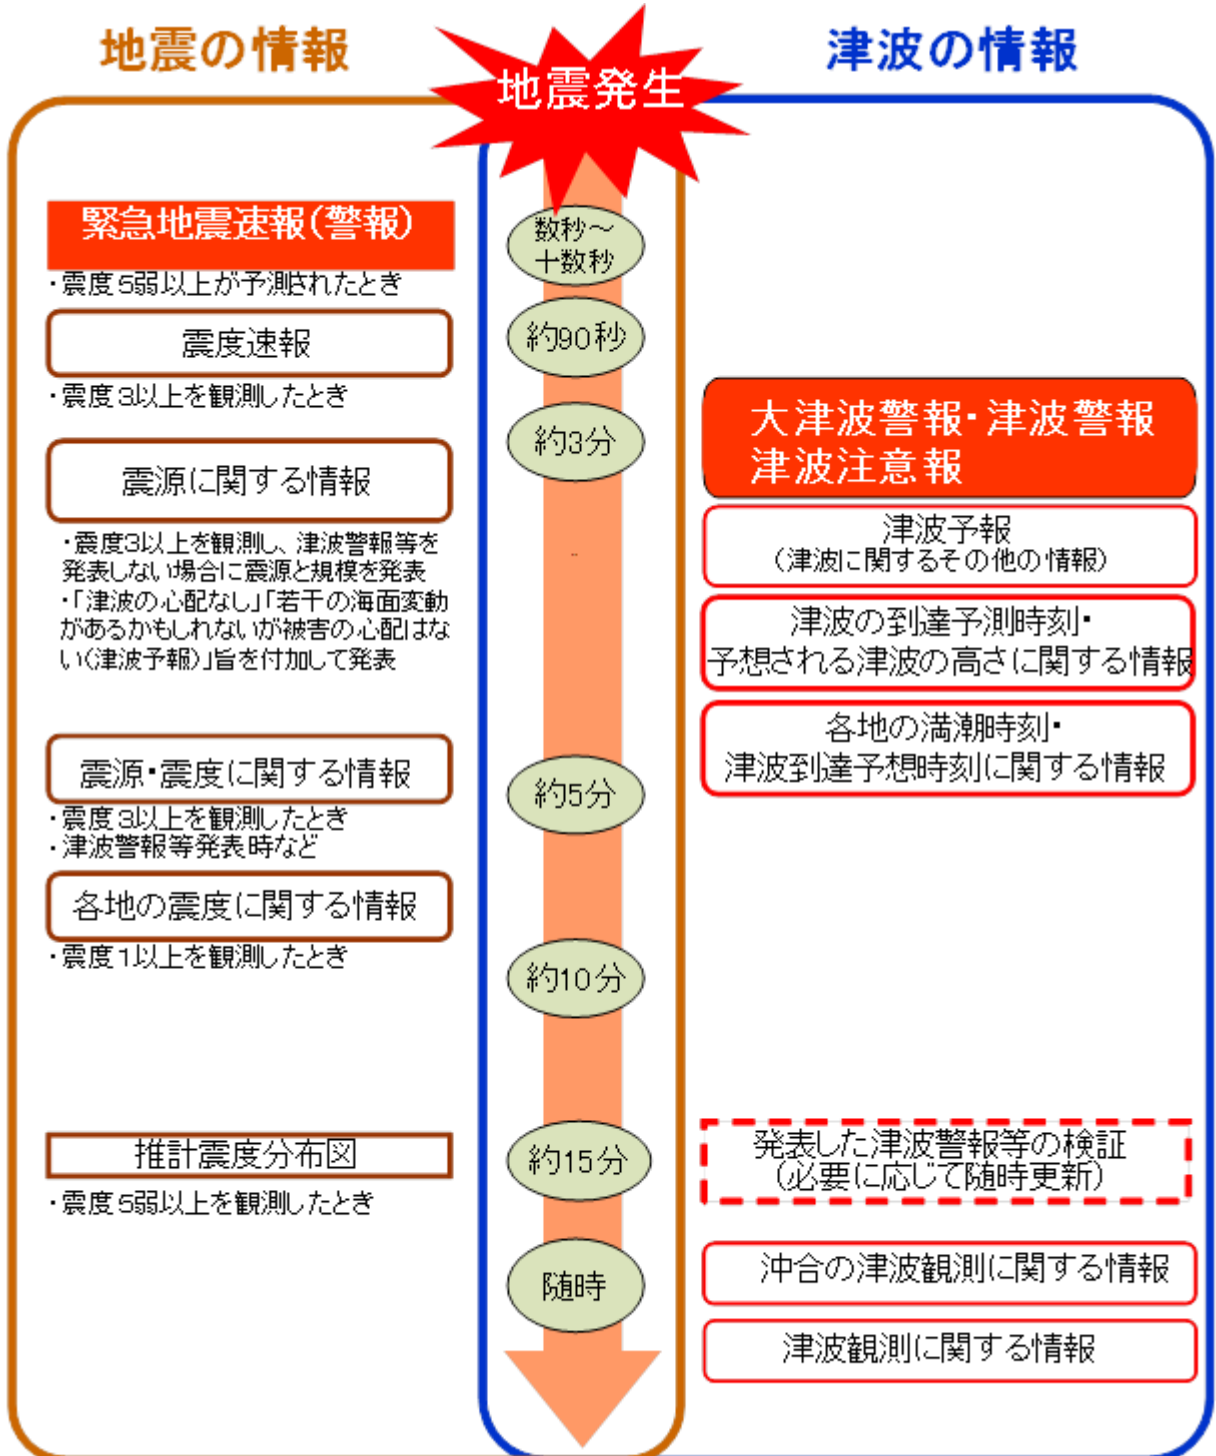 地震の情報
地震発生
津波の情報
緊急地震速報(警報)
・震度5弱以上が予測されたとき
数秒～
十数秒
震度速報
・震度3以上を観測したとき
約90秒
約3分
震源に関する情報
・震度3以上を観測し、津波警報等を
発表しない場合に震源と規模を発表
・「津波の心配なし」「若干の海面変動
があるかもしれないが被害の心配はな
い(津波予報)」旨を付加して発表
大津波警報・津波警報
津波注意報
津波予報
(津波に関するその他の情報)
津波の到達予測時刻・
予想される津波の高さに関する情報
各地の満潮時刻・
津波到達予想時刻に関する情報
震源・震度に関する情報
・震度3以上を観測したとき
・津波警報等発表時など
約5分
各地の震度に関する情報
・震度1以上を観測したとき
約10分
推計震度分布図
・震度5弱以上を観測したとき
約15分
発表した津波警報等の検証
(必要に応じて随時更新)
随時
沖合の津波観測に関する情報
津波観測に関する情報